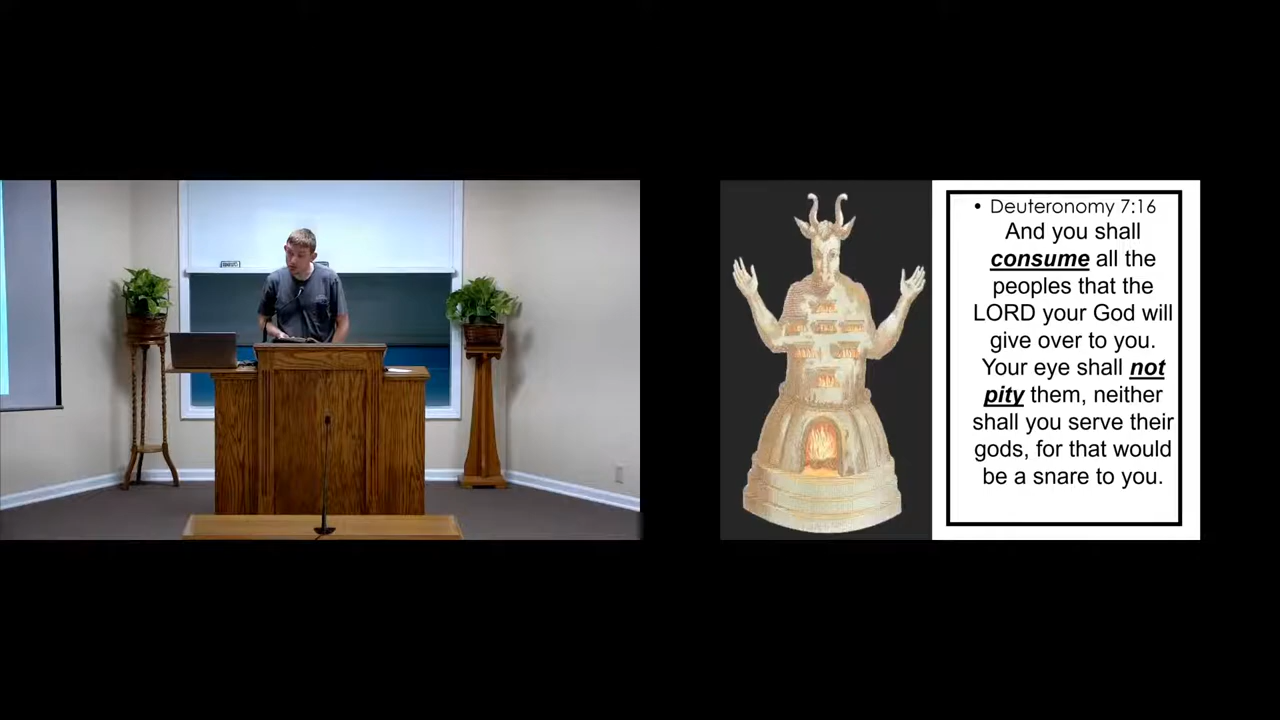 • Deuteronomy 7:16
And you shall
consume all the
peoples that the
LORD your God will
give over to you.
Your eye shall not
pity them, neither
shall you serve their
gods, for that would
be a snare to you.